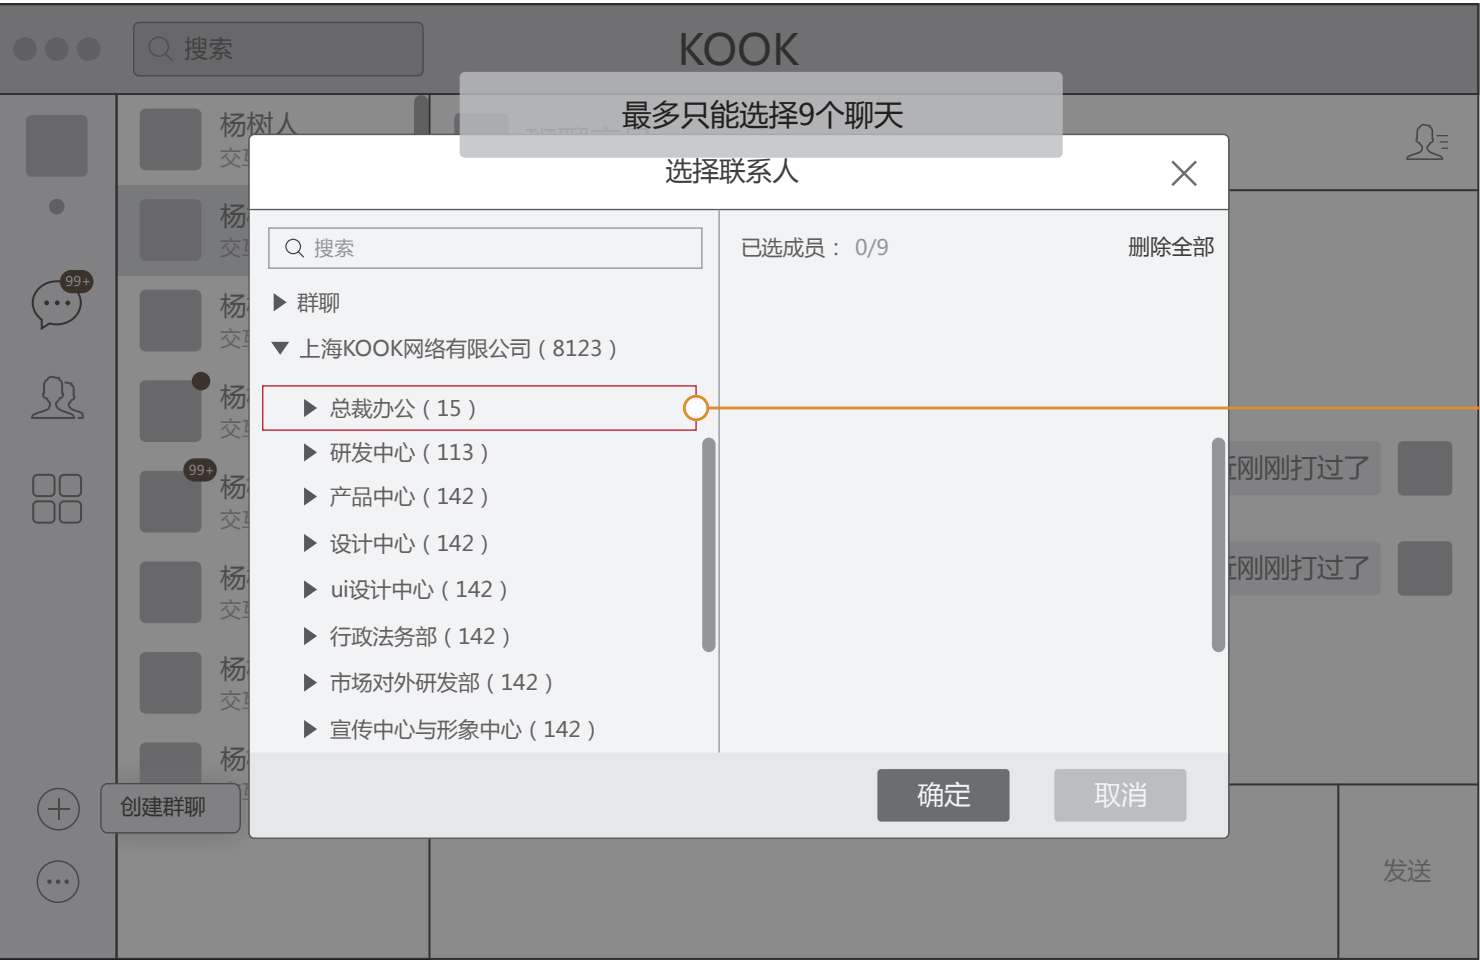 搜索
KOOK
最多只能选择9个聊天
杨树人
选择联系人
搜索
已选成员： 0/9
删除全部
99+
群聊
上海KOOK网络有限公司（8123）
总裁办公（15）
研发中心（113）
产品中心（142）
设计中心（142）
ui设计中心（142）
行政法务部（142）
市场对外研发部（142）
宣传中心与形象中心（142）
99+
刚刚打过了
刚刚打过了
确定
取消
创建群聊
发送